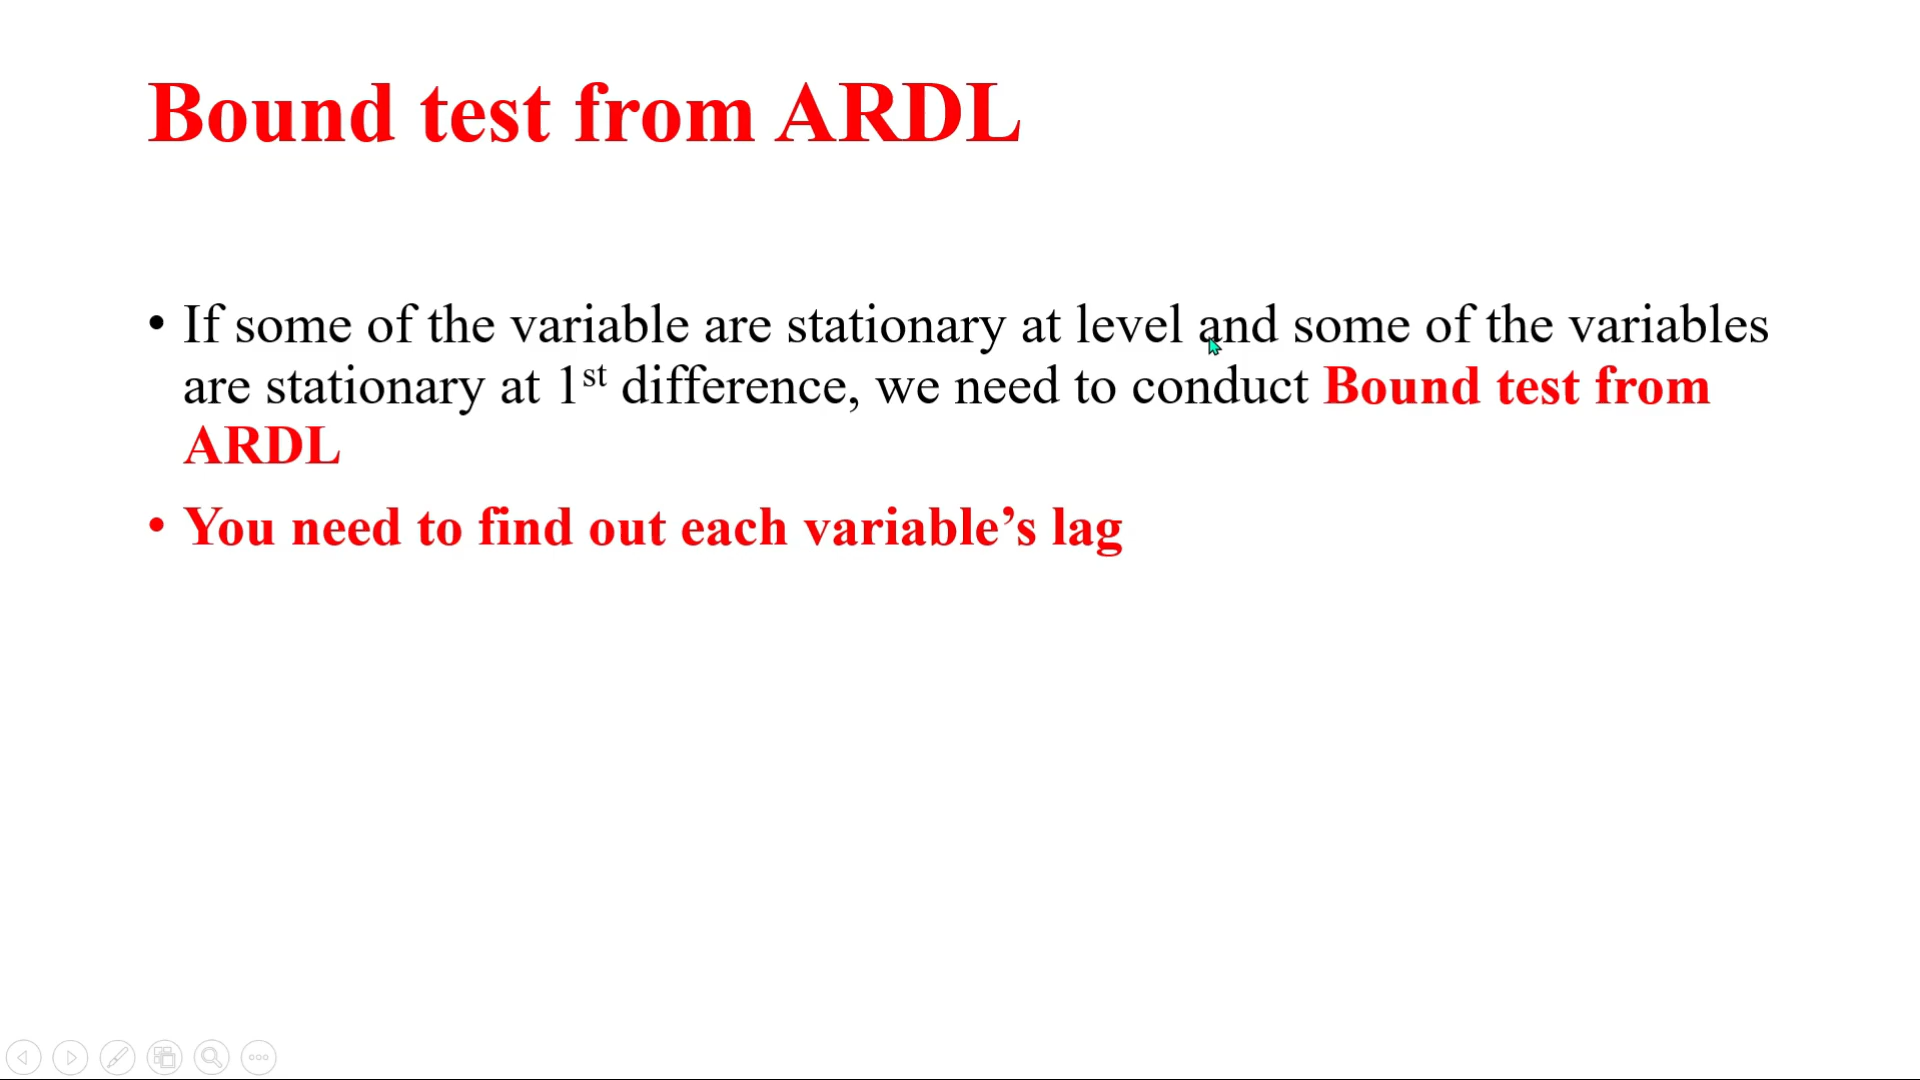 Bound test from ARDL
• If some of the variable are stationary at level and some of the variables
are stationary at 1st difference, we need to conduct Bound test from
ARDL
• You need to find out each variable’s lag